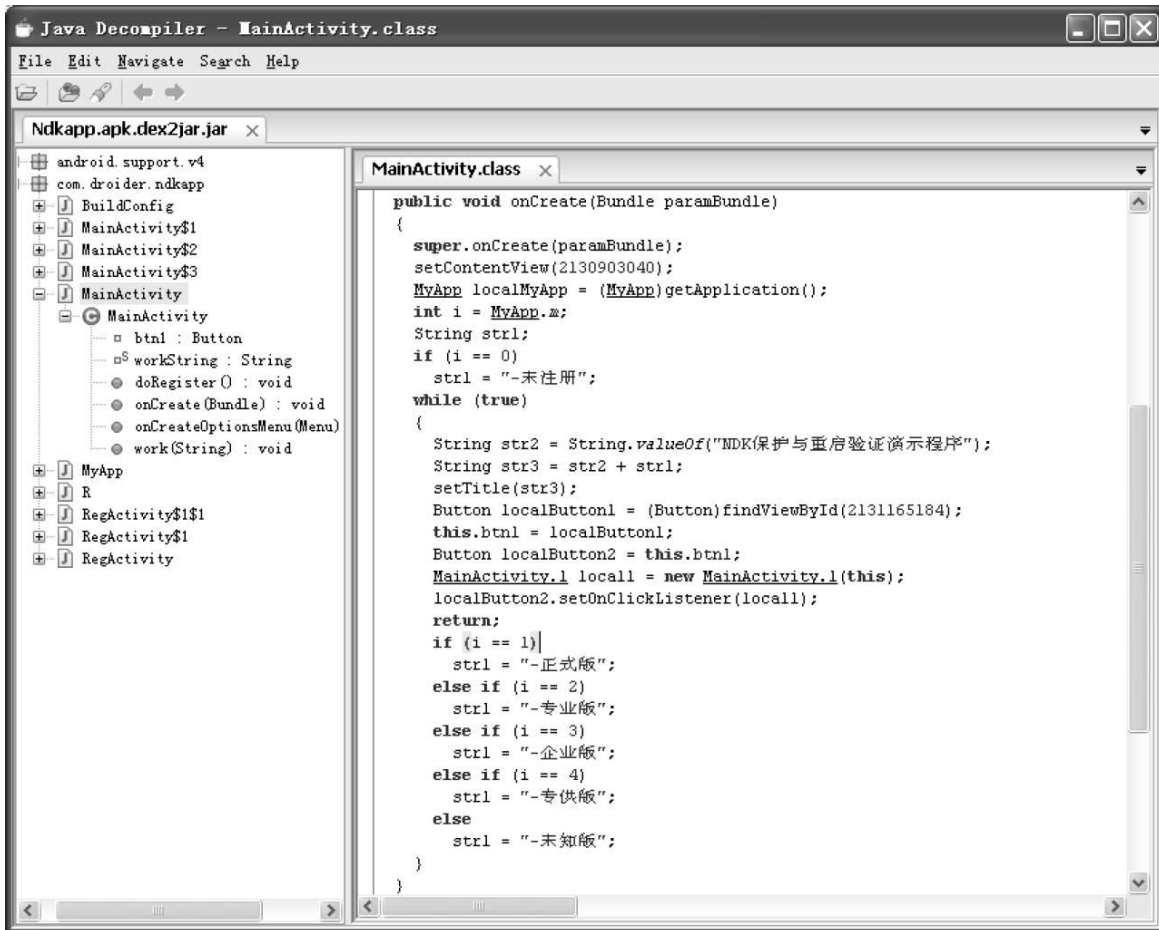 Java Decompiler - MainActivity.class
File Edit Navigate Search Help
Ndkapp.apk.dex2jar.jar
android.support.v4
com.droider.ndkapp
BuildConfig
MainActivity$1
MainActivity$2
MainActivity$3
MainActivity
MainActivity
btn1 : Button
workString : String
doRegister() : void
onCreate(Bundle) : void
onCreateOptionsMenu(Menu)
work(String) : void
MyApp
R
RegActivity$1$1
RegActivity$1
RegActivity
MainActivity.class
public void onCreate(Bundle paramBundle)
{
super.onCreate(paramBundle);
setContentView(2130903040);
MyApp localMyApp = (MyApp)getApplication();
int i = MyApp.m;
String str1;
if (i == 0)
str1 = "-未注册";
while (true)
{
String str2 = String.valueOf("NDK保护与重启验证演示程序");
String str3 = str2 + str1;
setTitle(str3);
Button localButton1 = (Button)findViewById(2131165184);
this.btn1 = localButton1;
Button localButton2 = this.btn1;
MainActivity.1 local1 = new MainActivity.1(this);
localButton2.setOnClickListener(local1);
return;
if (i == 1)
str1 = "-正式版";
else if (i == 2)
str1 = "-专业版";
else if (i == 3)
str1 = "-企业版";
else if (i == 4)
str1 = "-专供版";
else
str1 = "-未知版";
}
}